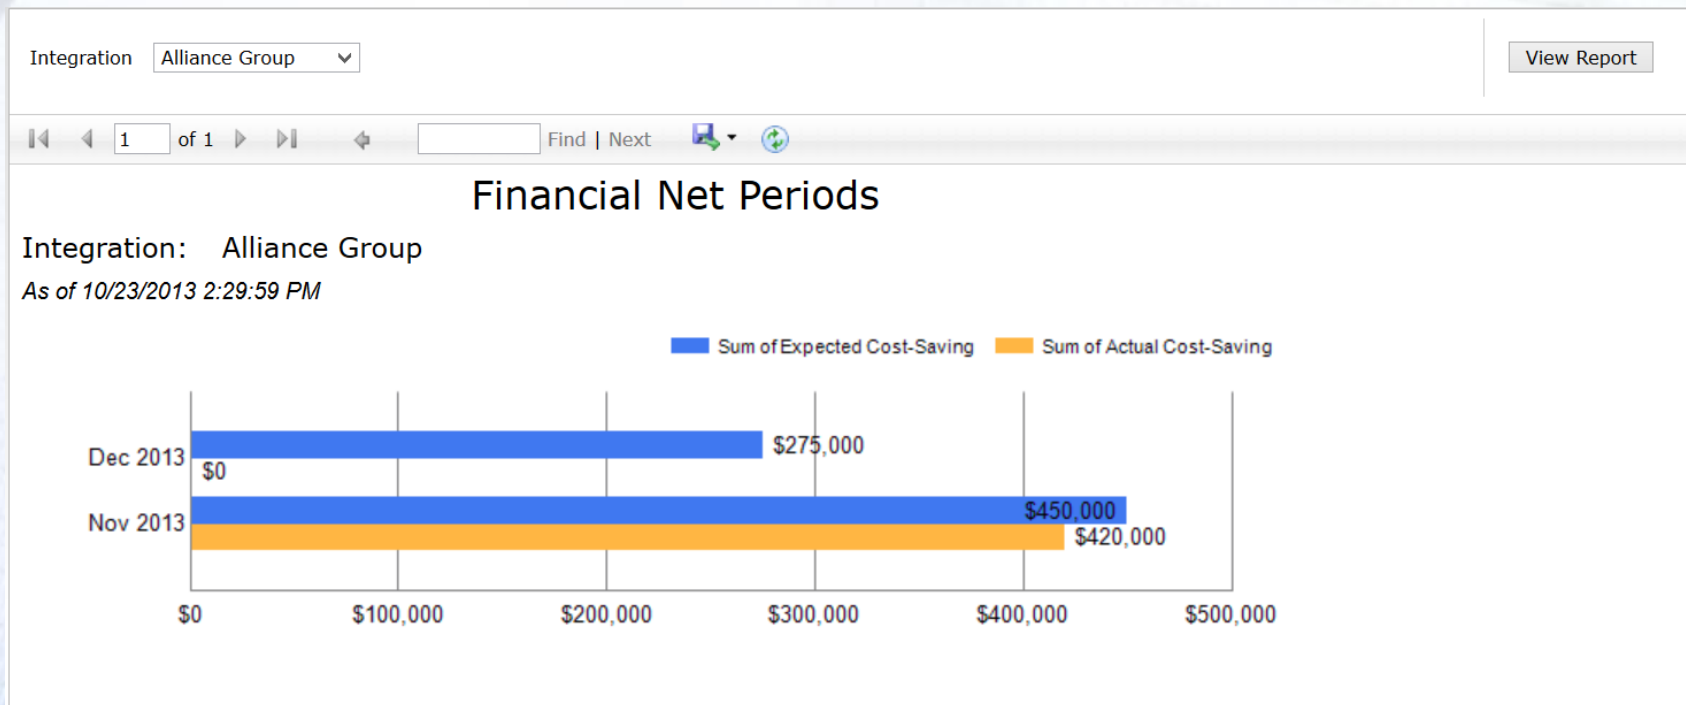 Integration Alliance Group View Report
1 of 1 Find | Next
Financial Net Periods
Integration: Alliance Group
As of 10/23/2013 2:29:59 PM
Sum of Expected Cost-Saving Sum of Actual Cost-Saving
Dec 2013 $275,000
$0
Nov 2013 $450,000
$420,000
$0 $100,000 $200,000 $300,000 $400,000 $500,000